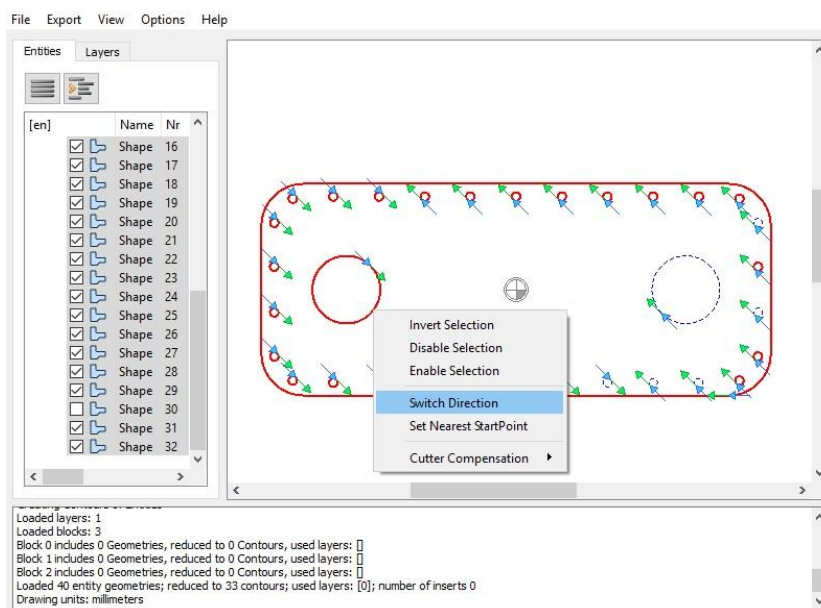 File Export View Options Help
Entities Layers
[en] Name Nr
Shape 16
Shape 17
Shape 18
Shape 19
Shape 20
Shape 21
Shape 22
Shape 23
Shape 24
Shape 25
Shape 26
Shape 27
Shape 28
Shape 29
Shape 30
Shape 31
Shape 32
Invert Selection
Disable Selection
Enable Selection
Switch Direction
Set Nearest StartPoint
Cutter Compensation
Loaded layers: 1
Loaded blocks: 3
Block 0 includes 0 Geometries, reduced to 0 Contours, used layers: []
Block 1 includes 0 Geometries, reduced to 0 Contours, used layers: []
Block 2 includes 0 Geometries, reduced to 0 Contours, used layers: []
Loaded 40 entity geometries; reduced to 33 contours; used layers: [0]; number of inserts 0
Drawing units: millimeters